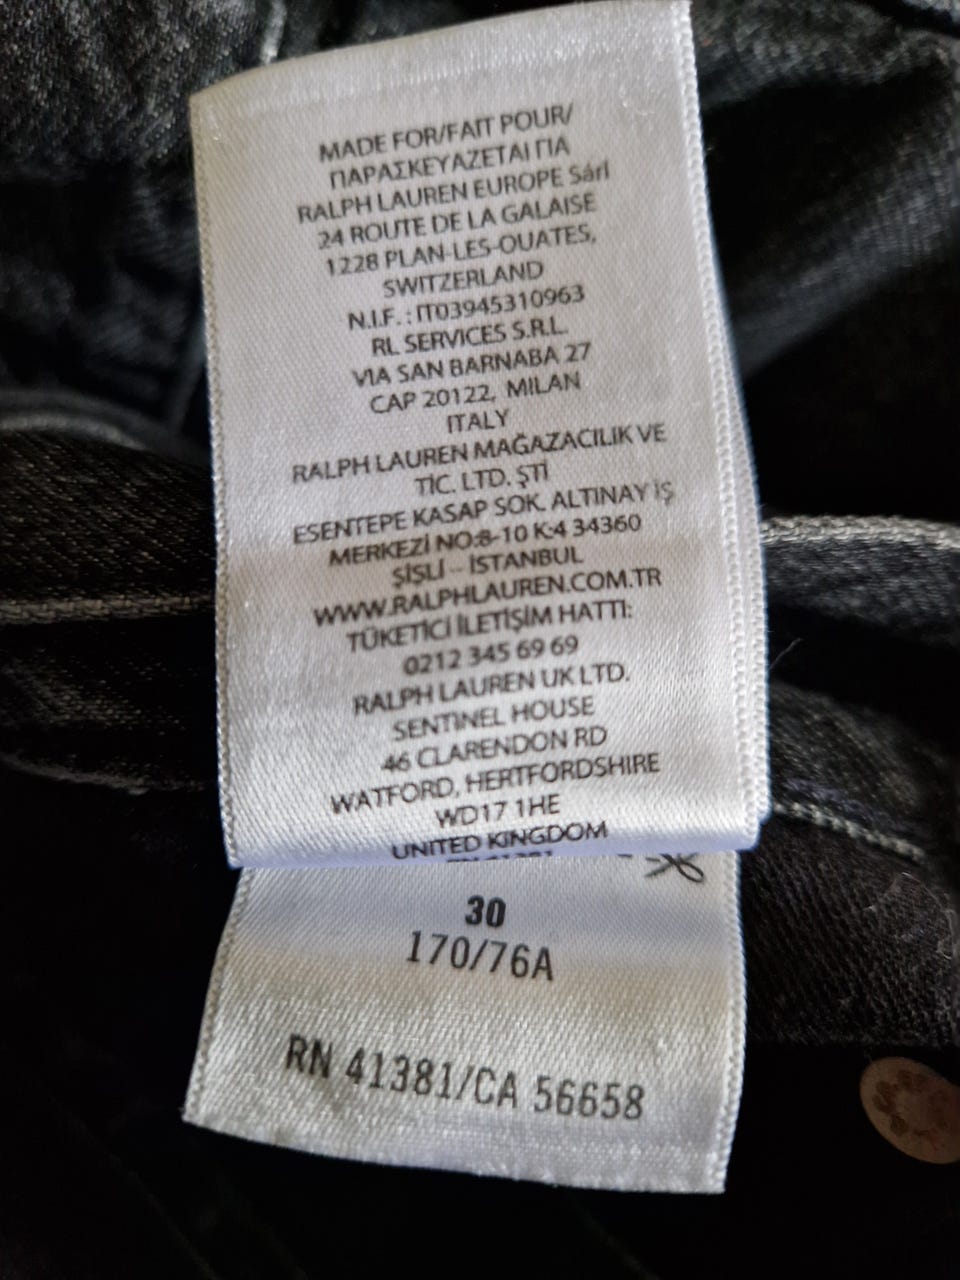 MADE FOR/FAIT POUR/
ΠΑΡΑΣΚΕΥΑΖΕΤΑΙ ΓΙΑ
RALPH LAUREN EUROPE Sárl
24 ROUTE DE LA GALAISE
1228 PLAN-LES-OUATES,
SWITZERLAND
N.I.F. : IT03945310963
RL SERVICES S.R.L.
VIA SAN BARNABA 27
CAP 20122, MILAN
ITALY
RALPH LAUREN MAĞAZACILIK VE
TİC. LTD. ŞTİ
ESENTEPE KASAP SOK. ALTINAY İŞ
MERKEZİ NO:8-10 K:4 34360
ŞİSLİ – İSTANBUL
WWW.RALPHLAUREN.COM.TR
TÜKETİCİ İLETİŞİM HATTI:
0212 345 69 69
RALPH LAUREN UK LTD.
SENTINEL HOUSE
46 CLARENDON RD
WATFORD, HERTFORDSHIRE
WD17 1HE
UNITED KINGDOM
30
170/76A
RN 41381/CA 56658